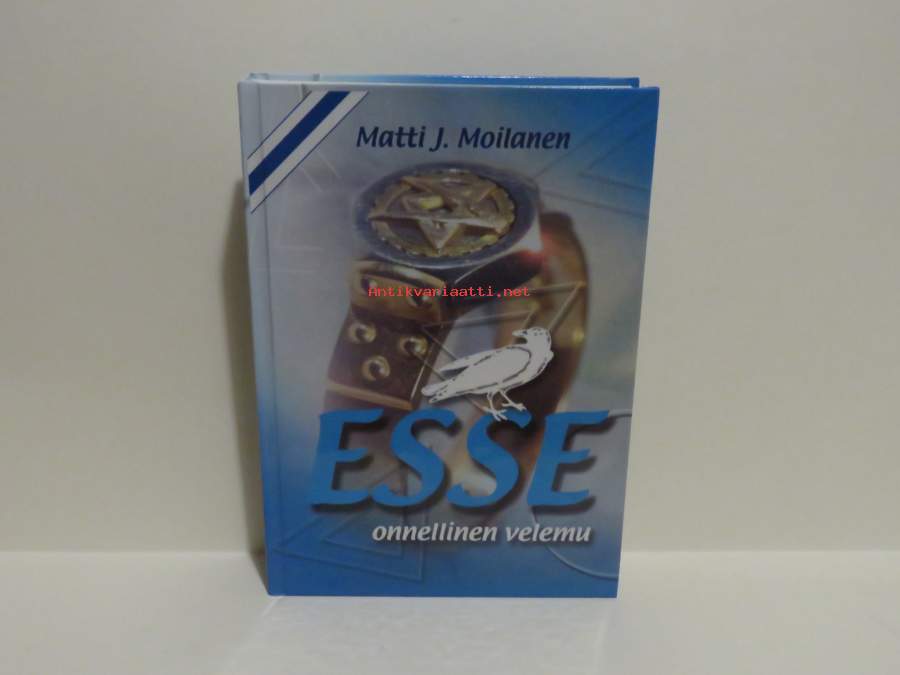 Matti J. Moilanen
Antikvariaatti.net
ESSE
onnellinen velemu